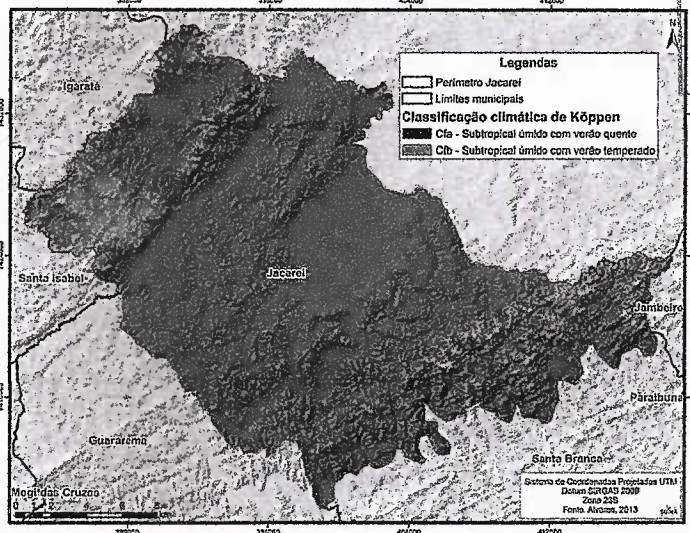 N
Legendas
Perímetro Jacareí
Limites municipais
Classificação climática de Köppen
Cfa - Subtropical úmido com verão quente
Cfb - Subtropical úmido com verão temperado
Igaratá
Santa Isabel
Jacareí
Jambeiro
Paraibuna
Guararema
Santa Branca
Mogi das Cruzes
Sistema de Coordenadas Projetadas UTM
Datum SIRGAS 2000
Zona 23S
Fonte. Alvares, 2013